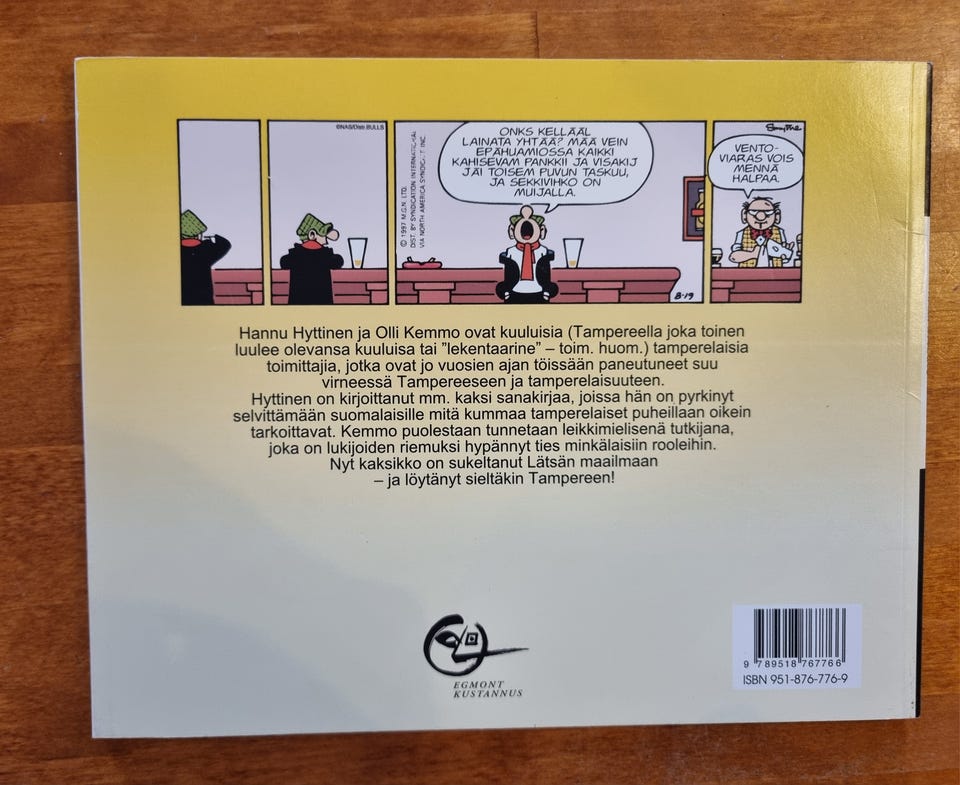 ©NAS/Distr.BULLS
© 1997 M.G.N. LTD.
DIST. BY SYNDICATION INTERNATIONAL
VIA NORTH AMERICA SYNDICAT INC.
ONKS KELLÄÄL
LAINATA YHTÄÄ? MÄÄ VEIN
EPÄHUAMIOSSA KAIKKI
KAHISEVAM PANKKII JA VISAKIJ
JÄI TOISEM PUVUN TASKUU,
JA SEKKIVIHKO ON
MUIJALLA.
8-19
Smythe
VENTO-
VIARAS VOIS
MENNÄ
HALPAA.
Hannu Hyttinen ja Olli Kemmo ovat kuuluisia (Tampereella joka toinen
luulee olevansa kuuluisa tai ”lekentaarine” – toim. huom.) tamperelaisia
toimittajia, jotka ovat jo vuosien ajan töissään paneutuneet suu
virneessä Tampereeseen ja tamperelaisuuteen.
Hyttinen on kirjoittanut mm. kaksi sanakirjaa, joissa hän on pyrkinyt
selvittämään suomalaisille mitä kummaa tamperelaiset puheillaan oikein
tarkoittavat. Kemmo puolestaan tunnetaan leikkimielisenä tutkijana,
joka on lukijoiden riemuksi hypännyt ties minkälaisiin rooleihin.
Nyt kaksikko on sukeltanut Lätsän maailmaan
– ja löytänyt sieltäkin Tampereen!
EGMONT
KUSTANNUS
9 789518 767766
ISBN 951-876-776-9